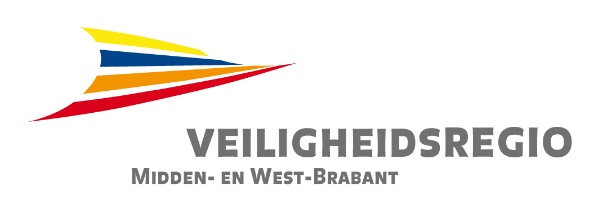 VEILIGHEIDSREGIO
MIDDEN- EN WEST-BRABANT